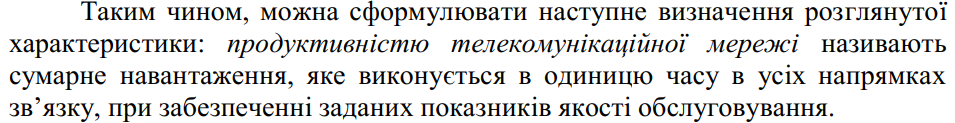 Таким чином, можна сформулювати наступне визначення розглянутої
характеристики: продуктивністю телекомунікаційної мережі називають
сумарне навантаження, яке виконується в одиницю часу в усіх напрямках
зв’язку, при забезпеченні заданих показників якості обслуговування.